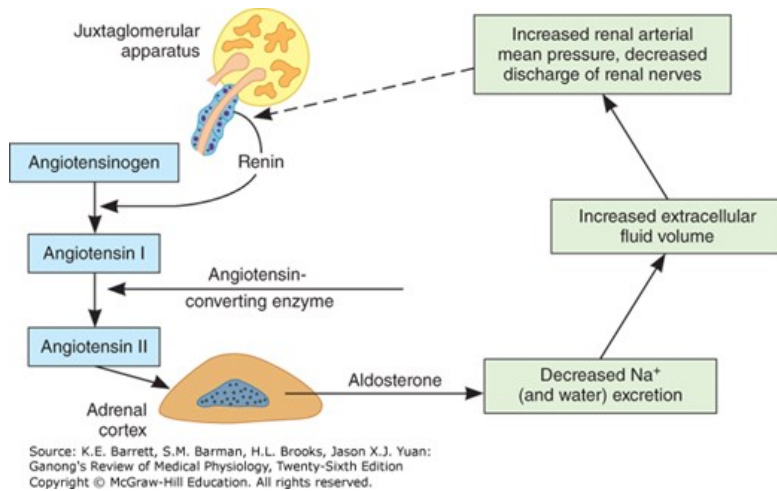 Juxtaglomerular
apparatus
Increased renal arterial
mean pressure, decreased
discharge of renal nerves
Angiotensinogen
Renin
Increased extracellular
fluid volume
Angiotensin I
Angiotensin-
converting enzyme
Angiotensin II
Aldosterone
Decreased Na⁺
(and water) excretion
Adrenal
cortex
Source: K.E. Barrett, S.M. Barman, H.L. Brooks, Jason X.J. Yuan:
Ganong's Review of Medical Physiology, Twenty-Sixth Edition
Copyright © McGraw-Hill Education. All rights reserved.